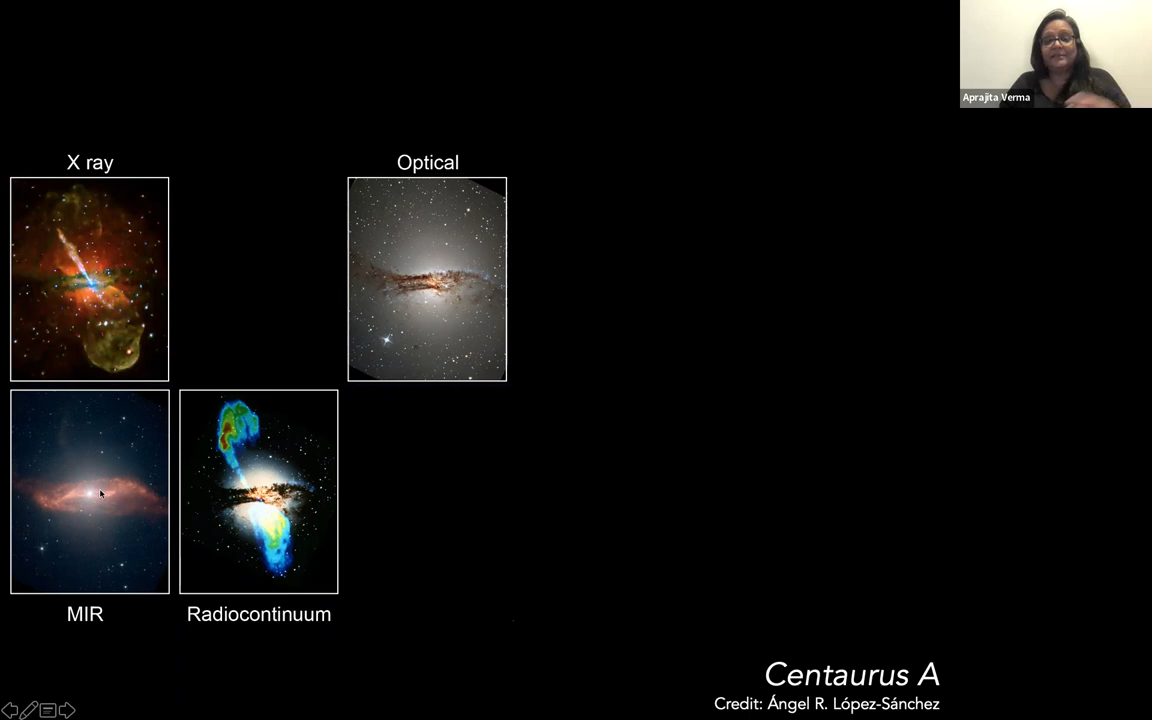 Aprajita Verma
X ray
Optical
MIR
Radiocontinuum
Centaurus A
Credit: Ángel R. López-Sánchez